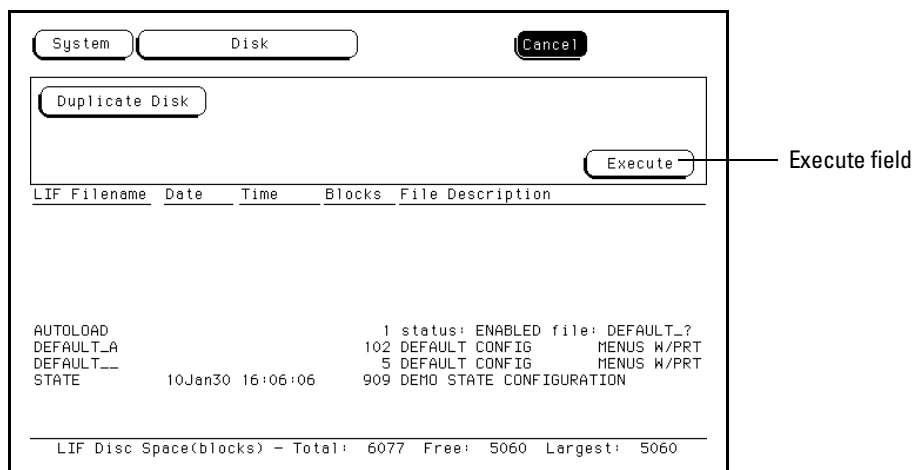 System Disk Cancel
Duplicate Disk
Execute Execute field
LIF Filename Date Time Blocks File Description
AUTOLOAD 1 status: ENABLED file: DEFAULT_?
DEFAULT_A 102 DEFAULT CONFIG MENUS W/PRT
DEFAULT__ 5 DEFAULT CONFIG MENUS W/PRT
STATE 10Jan30 16:06:06 909 DEMO STATE CONFIGURATION
LIF Disc Space(blocks) – Total: 6077 Free: 5060 Largest: 5060